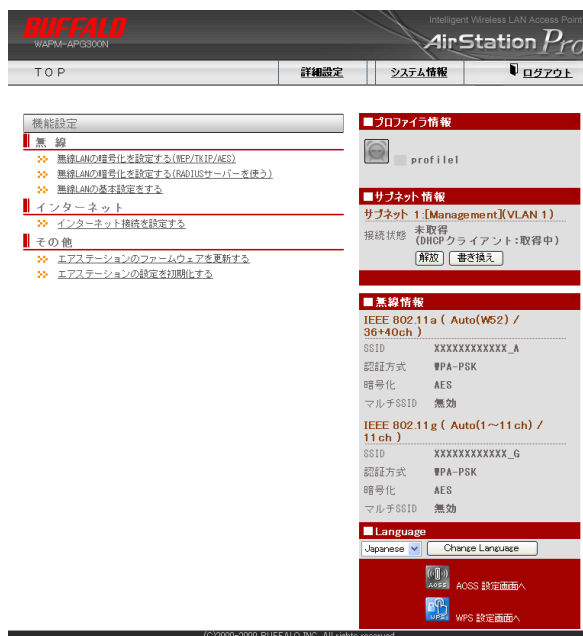 BUFFALO
WAPM-APG300N
Intelligent Wireless LAN Access Point
AirStation Pro
TOP
詳細設定
システム情報
ログアウト
機能設定
無線
無線LANの暗号化を設定する(WEP/TKIP/AES)
無線LANの暗号化を設定する(RADIUSサーバーを使う)
無線LANの基本設定をする
インターネット
インターネット接続を設定する
その他
エアステーションのファームウェアを更新する
エアステーションの設定を初期化する
■プロファイラ情報
profile1
■サブネット情報
サブネット 1:[Management](VLAN 1)
接続状態 未取得
(DHCPクライアント:取得中)
解放 書き換え
■無線情報
IEEE 802.11a ( Auto(W52) /
36+40ch )
SSID XXXXXXXXXXXX_A
認証方式 WPA-PSK
暗号化 AES
マルチSSID 無効
IEEE 802.11g ( Auto(1～11ch) /
11ch )
SSID XXXXXXXXXXXX_G
認証方式 WPA-PSK
暗号化 AES
マルチSSID 無効
■Language
Japanese Change Language
AOSS AOSS 設定画面へ
WPS WPS 設定画面へ
(C)2000-2009 BUFFALO INC. All rights reserved.